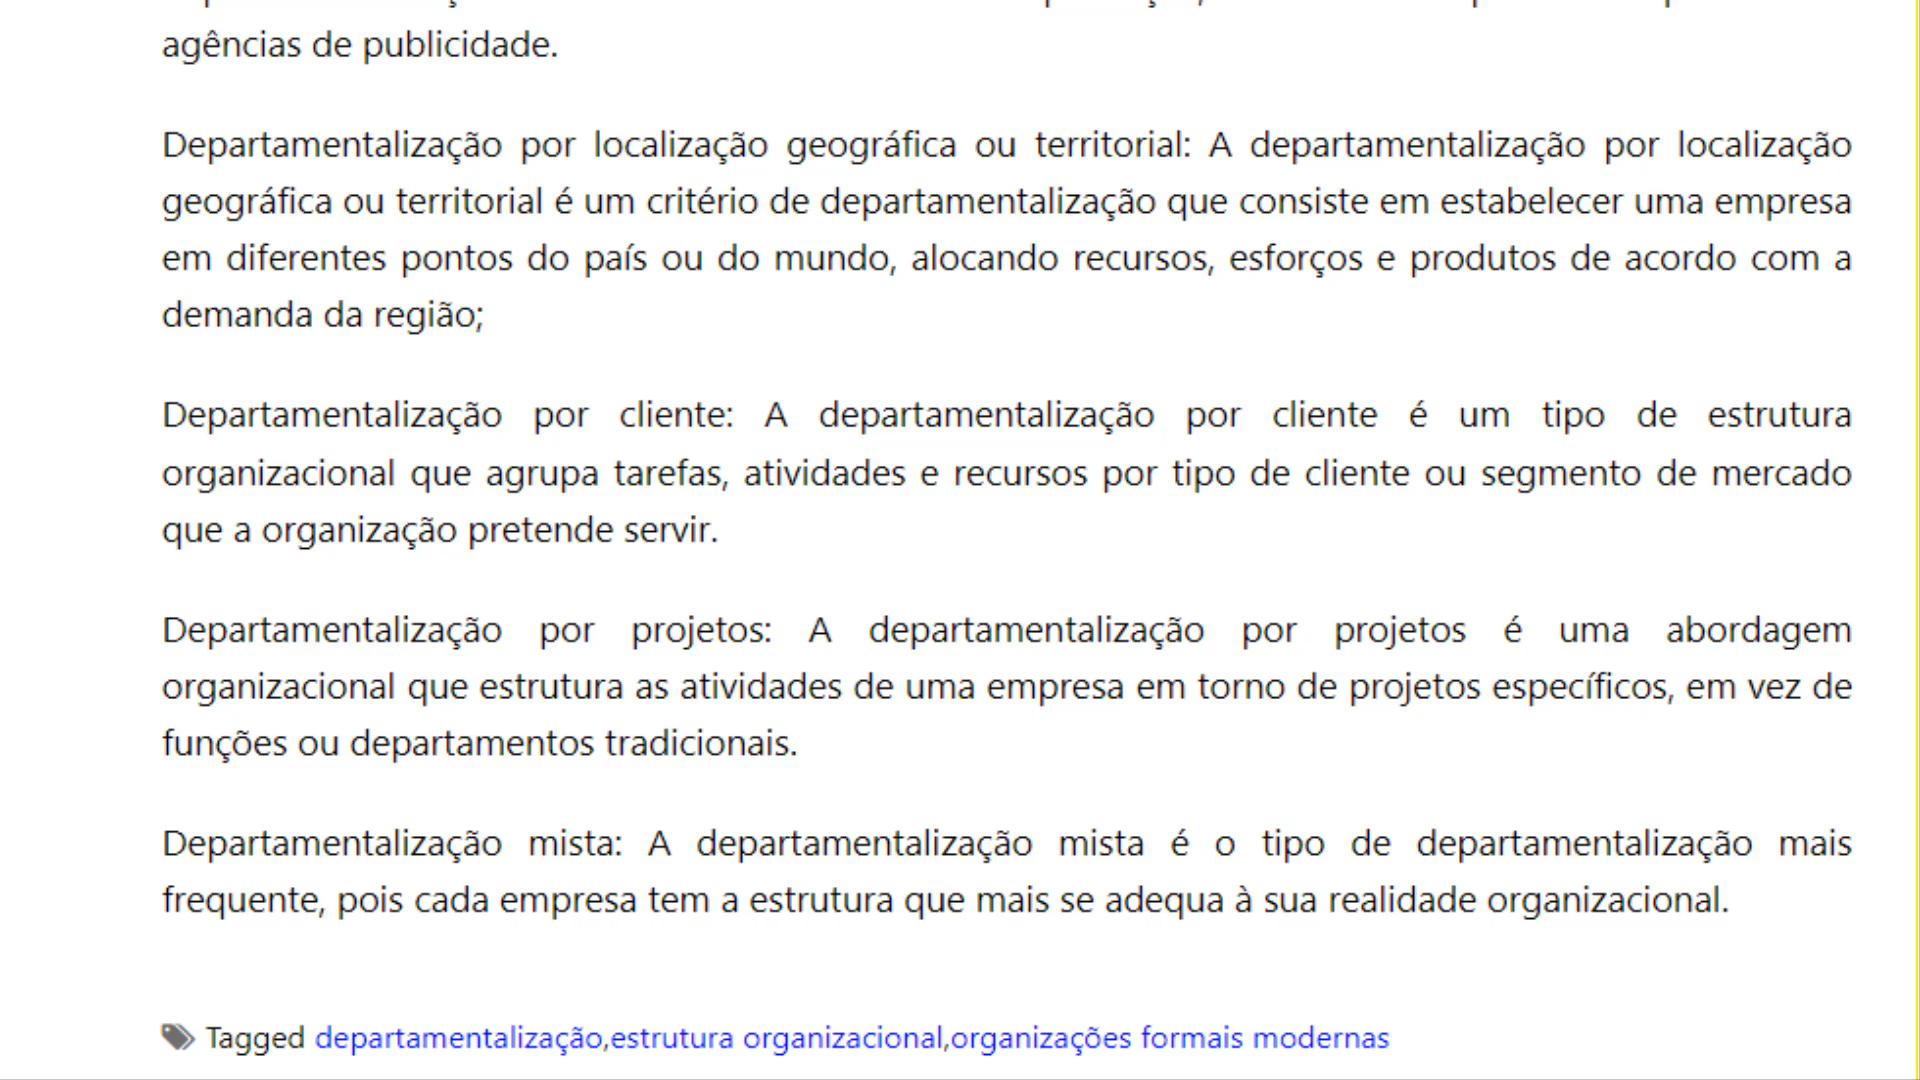 agências de publicidade.
Departamentalização por localização geográfica ou territorial: A departamentalização por localização
geográfica ou territorial é um critério de departamentalização que consiste em estabelecer uma empresa
em diferentes pontos do país ou do mundo, alocando recursos, esforços e produtos de acordo com a
demanda da região;
Departamentalização por cliente: A departamentalização por cliente é um tipo de estrutura
organizacional que agrupa tarefas, atividades e recursos por tipo de cliente ou segmento de mercado
que a organização pretende servir.
Departamentalização por projetos: A departamentalização por projetos é uma abordagem
organizacional que estrutura as atividades de uma empresa em torno de projetos específicos, em vez de
funções ou departamentos tradicionais.
Departamentalização mista: A departamentalização mista é o tipo de departamentalização mais
frequente, pois cada empresa tem a estrutura que mais se adequa à sua realidade organizacional.
Tagged departamentalização,estrutura organizacional,organizações formais modernas